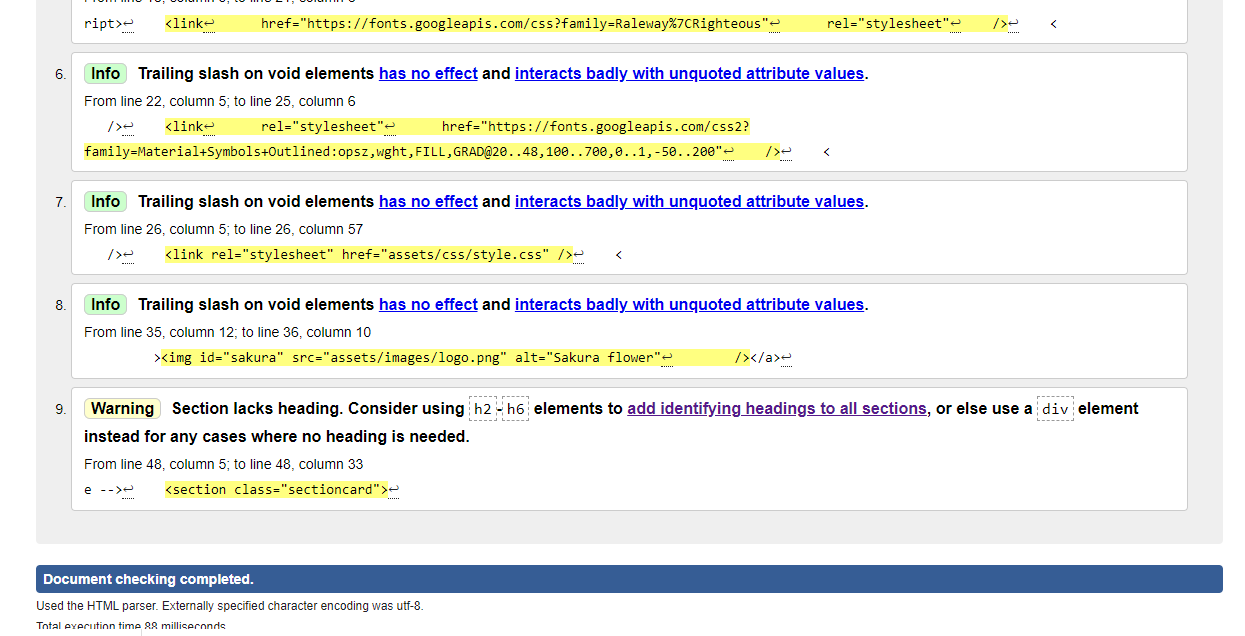 ript>↩    <link↩      href="https://fonts.googleapis.com/css?family=Raleway%7CRighteous"↩      rel="stylesheet"↩    />↩    <
6. Info Trailing slash on void elements has no effect and interacts badly with unquoted attribute values.
From line 22, column 5; to line 25, column 6
/>↩    <link↩      rel="stylesheet"↩      href="https://fonts.googleapis.com/css2?
family=Material+Symbols+Outlined:opsz,wght,FILL,GRAD@20..48,100..700,0..1,-50..200"↩    />↩    <
7. Info Trailing slash on void elements has no effect and interacts badly with unquoted attribute values.
From line 26, column 5; to line 26, column 57
/>↩    <link rel="stylesheet" href="assets/css/style.css" />↩    <
8. Info Trailing slash on void elements has no effect and interacts badly with unquoted attribute values.
From line 35, column 12; to line 36, column 10
><img id="sakura" src="assets/images/logo.png" alt="Sakura flower"↩        /></a>↩
9. Warning Section lacks heading. Consider using h2-h6 elements to add identifying headings to all sections, or else use a div element
instead for any cases where no heading is needed.
From line 48, column 5; to line 48, column 33
e -->↩    <section class="sectioncard">↩
Document checking completed.
Used the HTML parser. Externally specified character encoding was utf-8.
Total execution time 88 milliseconds.